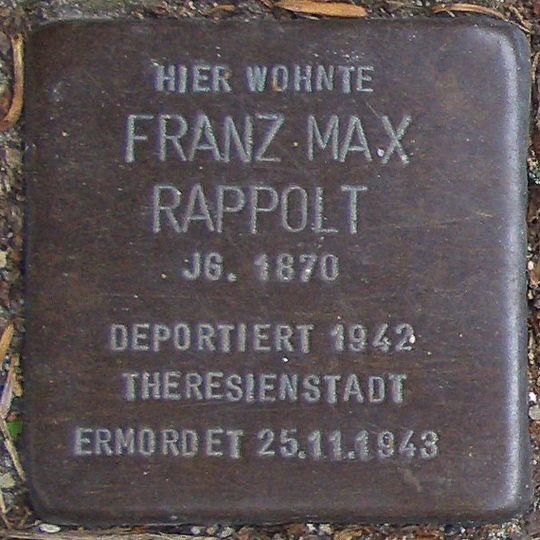 HIER WOHNTE
FRANZ MAX
RAPPOLT
JG. 1870
DEPORTIERT 1942
THERESIENSTADT
ERMORDET 25.11.1943